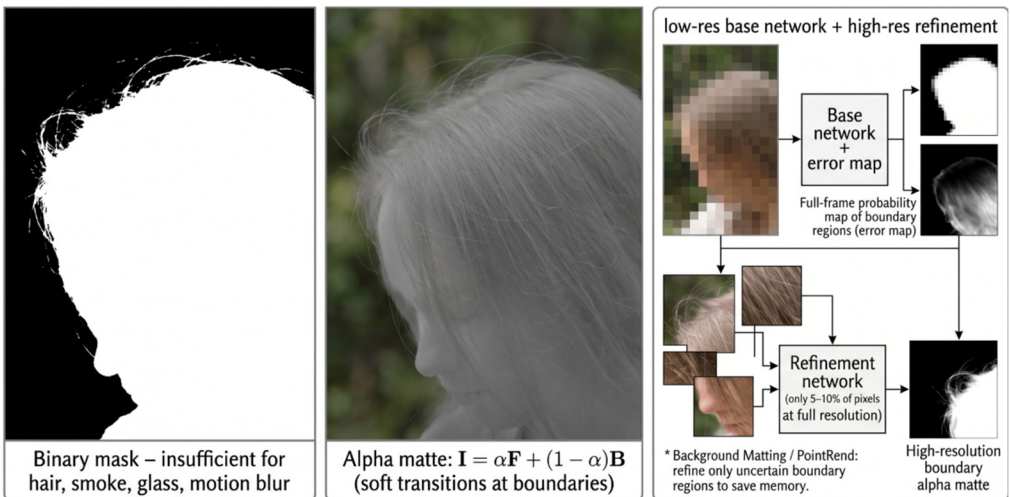 Binary mask – insufficient for
hair, smoke, glass, motion blur
Alpha matte: I = αF + (1 − α)B
(soft transitions at boundaries)
low-res base network + high-res refinement
Base
network
+
error map
Full-frame probability
map of boundary
regions (error map)
Refinement
network
(only 5–10% of pixels
at full resolution)
* Background Matting / PointRend:
refine only uncertain boundary
regions to save memory.
High-resolution
boundary
alpha matte